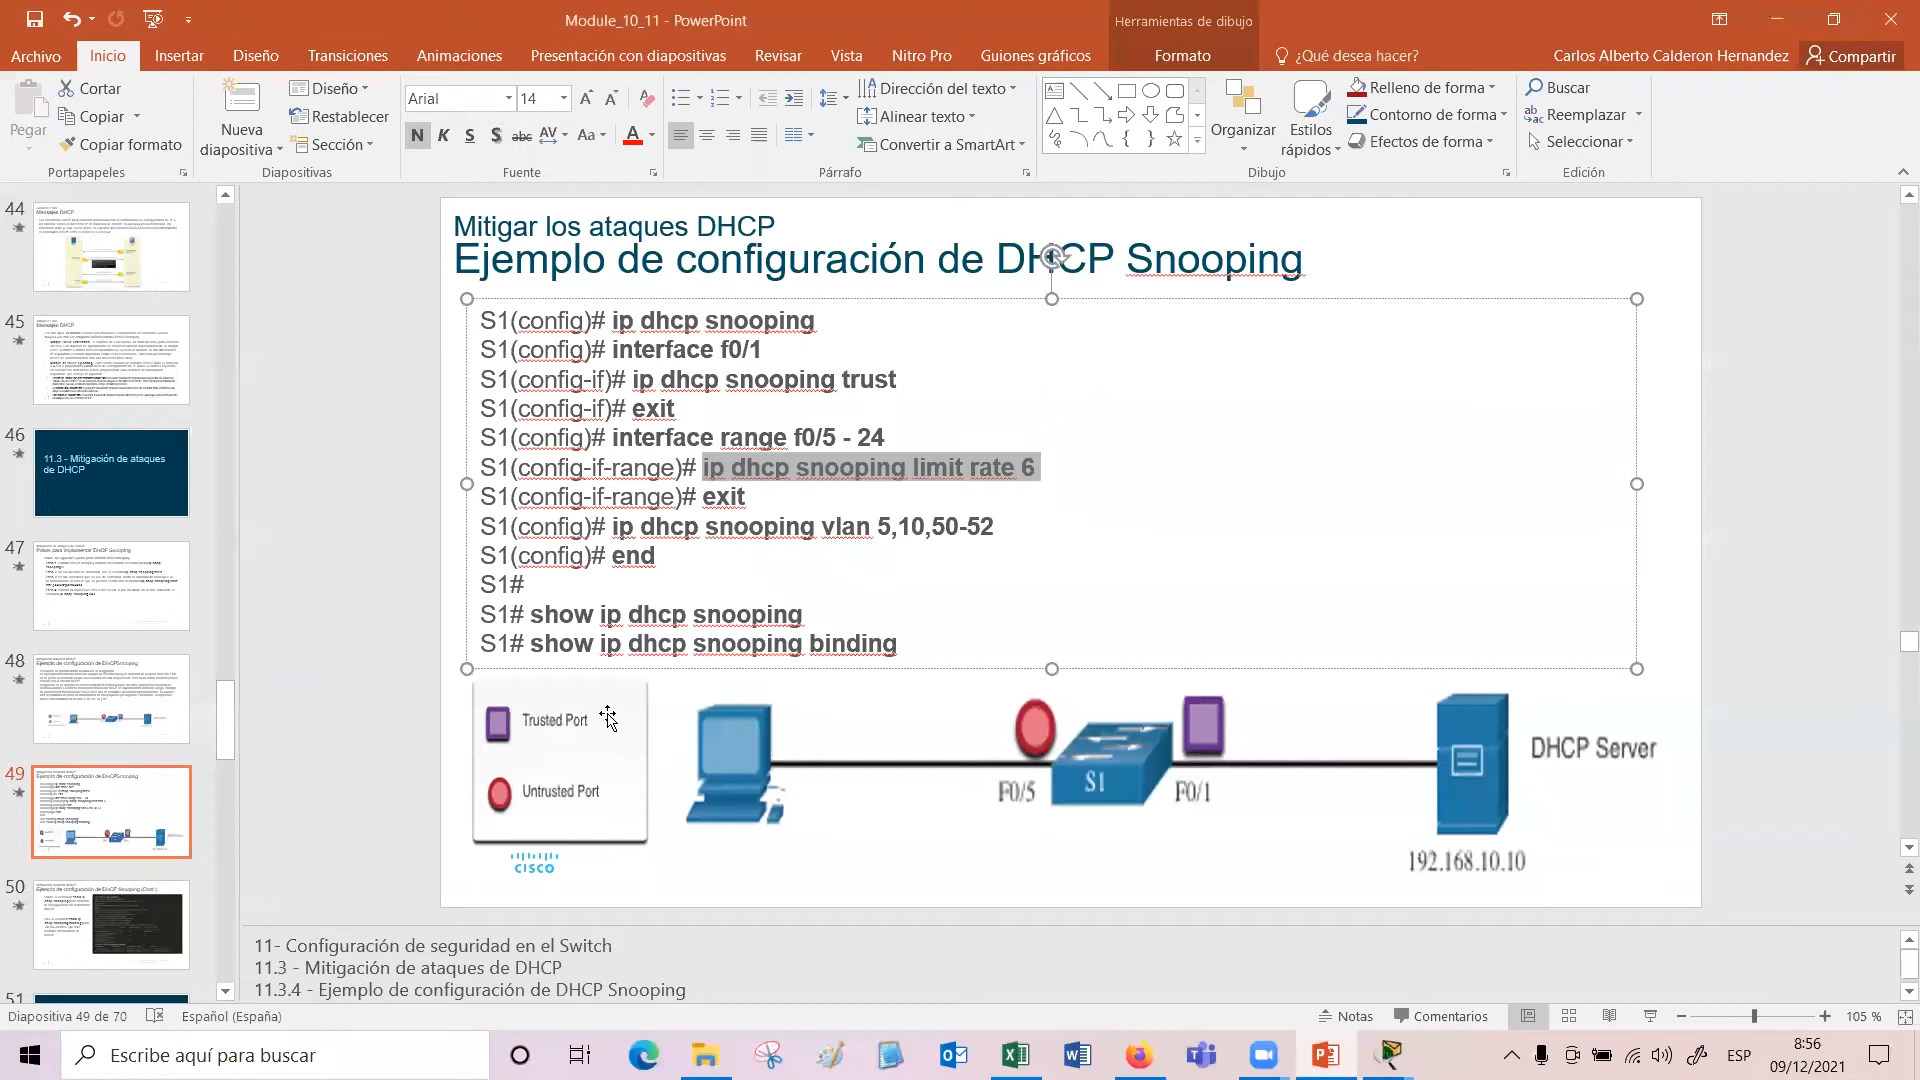 Module_10_11 - PowerPoint
Herramientas de dibujo
Archivo
Inicio
Insertar
Diseño
Transiciones
Animaciones
Presentación con diapositivas
Revisar
Vista
Nitro Pro
Guiones gráficos
Formato
¿Qué desea hacer?
Carlos Alberto Calderon Hernandez
Compartir
Pegar
Cortar
Copiar
Copiar formato
Portapapeles
Nueva diapositiva
Diseño
Restablecer
Sección
Diapositivas
Arial
14
N K S S abc AV Aa A
Fuente
Dirección del texto
Alinear texto
Convertir a SmartArt
Párrafo
Organizar
Estilos rápidos
Relleno de forma
Contorno de forma
Efectos de forma
Dibujo
Buscar
Reemplazar
Seleccionar
Edición
44
45
46
11.3 - Mitigación de ataques de DHCP
47
48
49
50
51
Mitigar los ataques DHCP
Ejemplo de configuración de DHCP Snooping
S1(config)# ip dhcp snooping
S1(config)# interface f0/1
S1(config-if)# ip dhcp snooping trust
S1(config-if)# exit
S1(config)# interface range f0/5 - 24
S1(config-if-range)# ip dhcp snooping limit rate 6
S1(config-if-range)# exit
S1(config)# ip dhcp snooping vlan 5,10,50-52
S1(config)# end
S1#
S1# show ip dhcp snooping
S1# show ip dhcp snooping binding
Trusted Port
Untrusted Port
F0/5
S1
F0/1
DHCP Server
192.168.10.10
CISCO
11- Configuración de seguridad en el Switch
11.3 - Mitigación de ataques de DHCP
11.3.4 - Ejemplo de configuración de DHCP Snooping
Diapositiva 49 de 70
Español (España)
Notas
Comentarios
105 %
Escribe aquí para buscar
ESP
8:56
09/12/2021